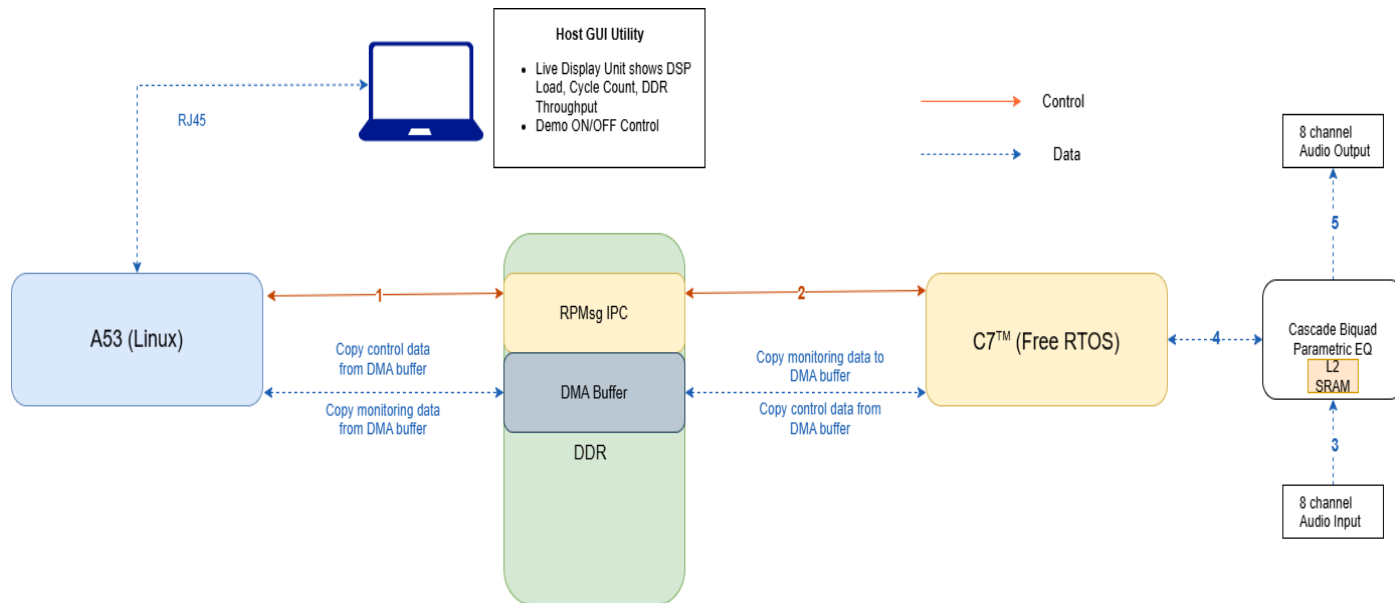 Host GUI Utility
• Live Display Unit shows DSP
Load, Cycle Count, DDR
Throughput
• Demo ON/OFF Control
RJ45
Control
Data
8 channel
Audio Output
5
A53 (Linux)
1
RPMsg IPC
2
C7™ (Free RTOS)
4
Cascade Biquad
Parametric EQ
L2
SRAM
Copy control data
from DMA buffer
Copy monitoring data
from DMA buffer
DMA Buffer
DDR
Copy monitoring data to
DMA buffer
Copy control data from
DMA buffer
3
8 channel
Audio Input